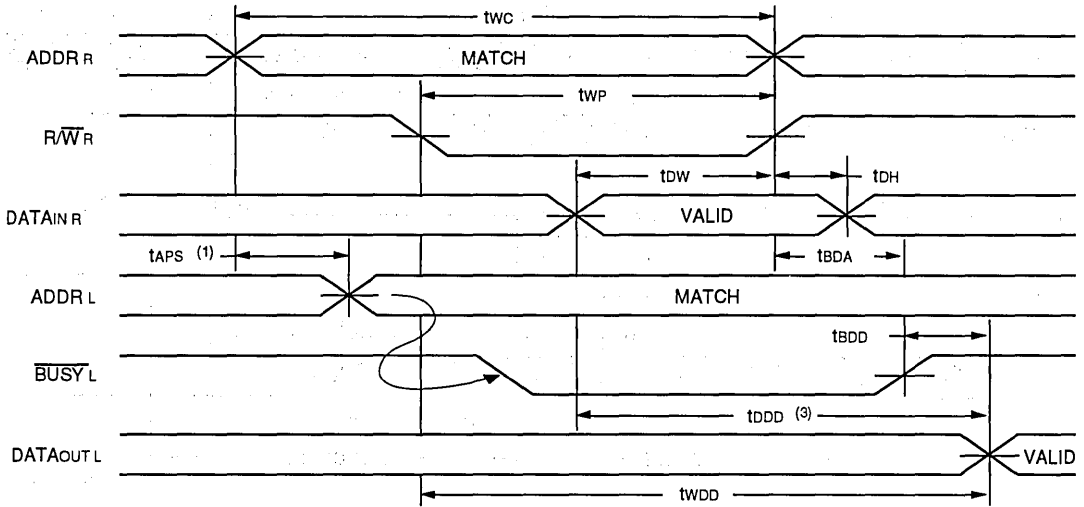 tWC
ADDR R
MATCH
tWP
R/W̅ R
tDW
tDH
DATAIN R
VALID
tAPS (1)
tBDA
ADDR L
MATCH
tBDD
B̅U̅S̅Y̅ L
tDDD (3)
DATAOUT L
VALID
tWDD